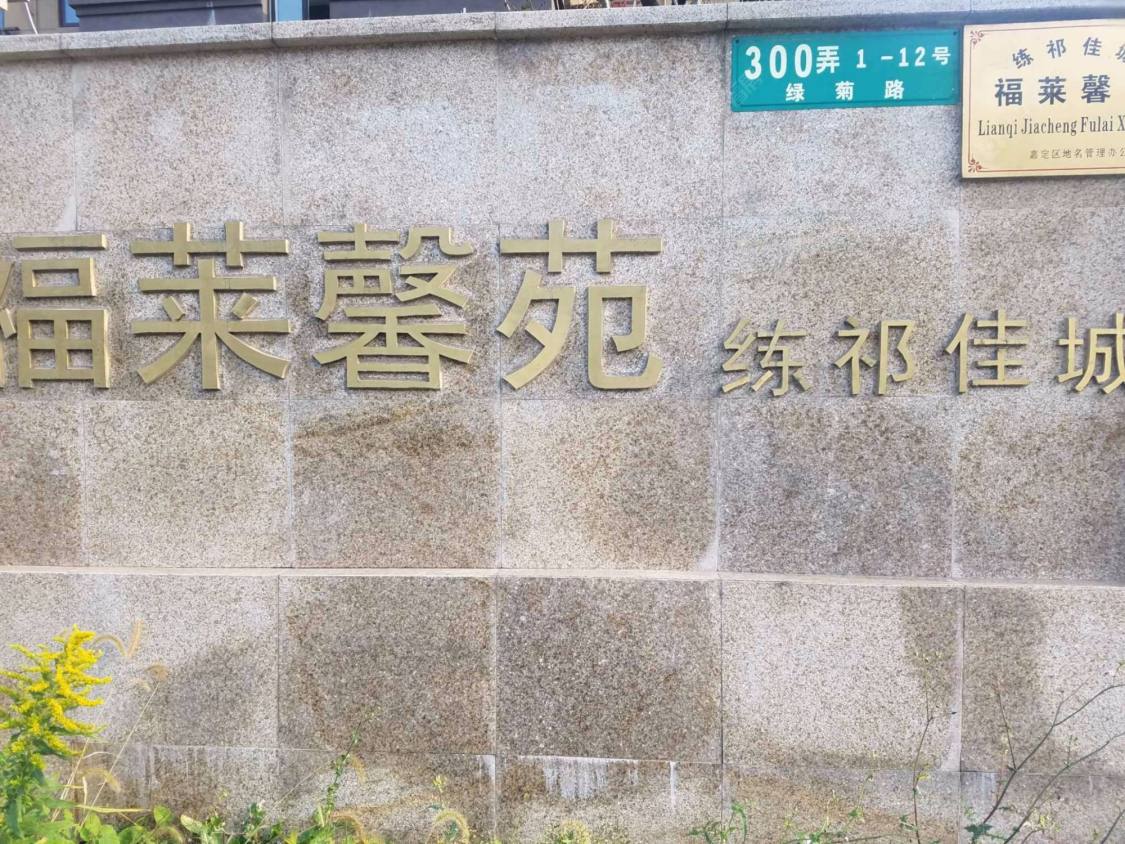 300弄 1-12号
绿菊路
练祁佳城
福莱馨
Lianqi Jiacheng Fulai X
嘉定区地名管理办公
福莱馨苑 练祁佳城